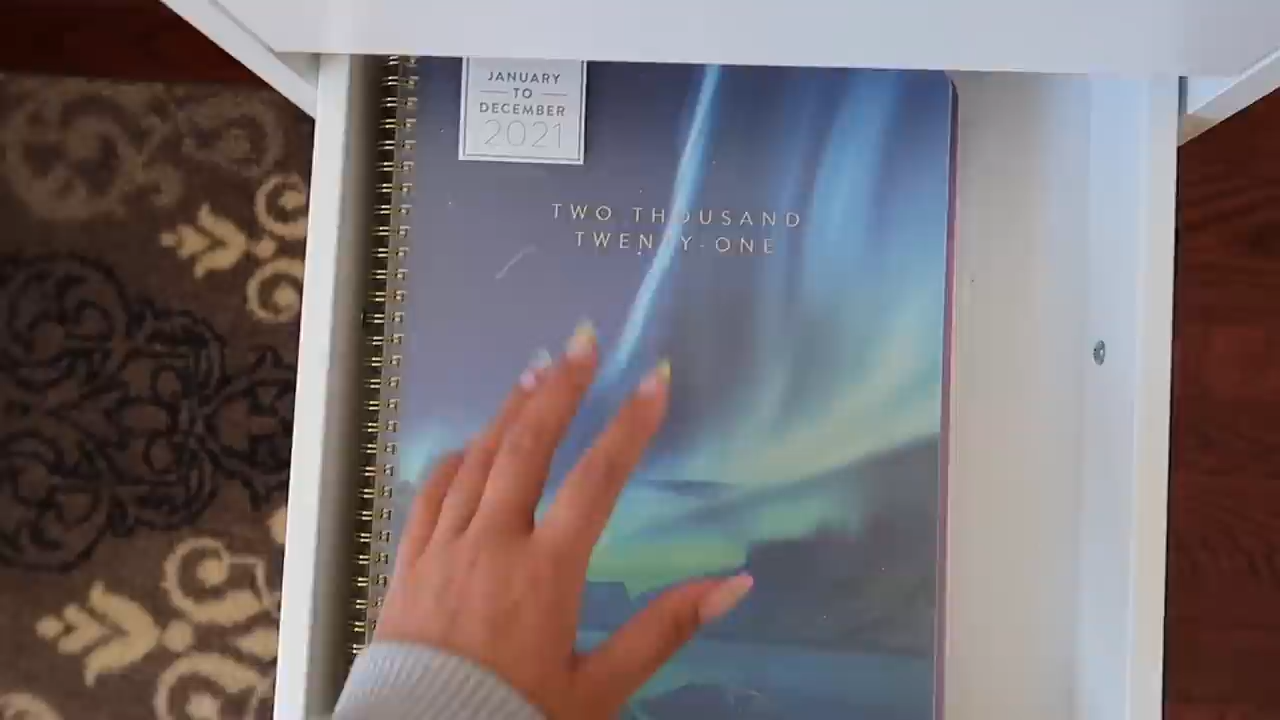 JANUARY
TO
DECEMBER
2021
TWO THOUSAND
TWENTY-ONE